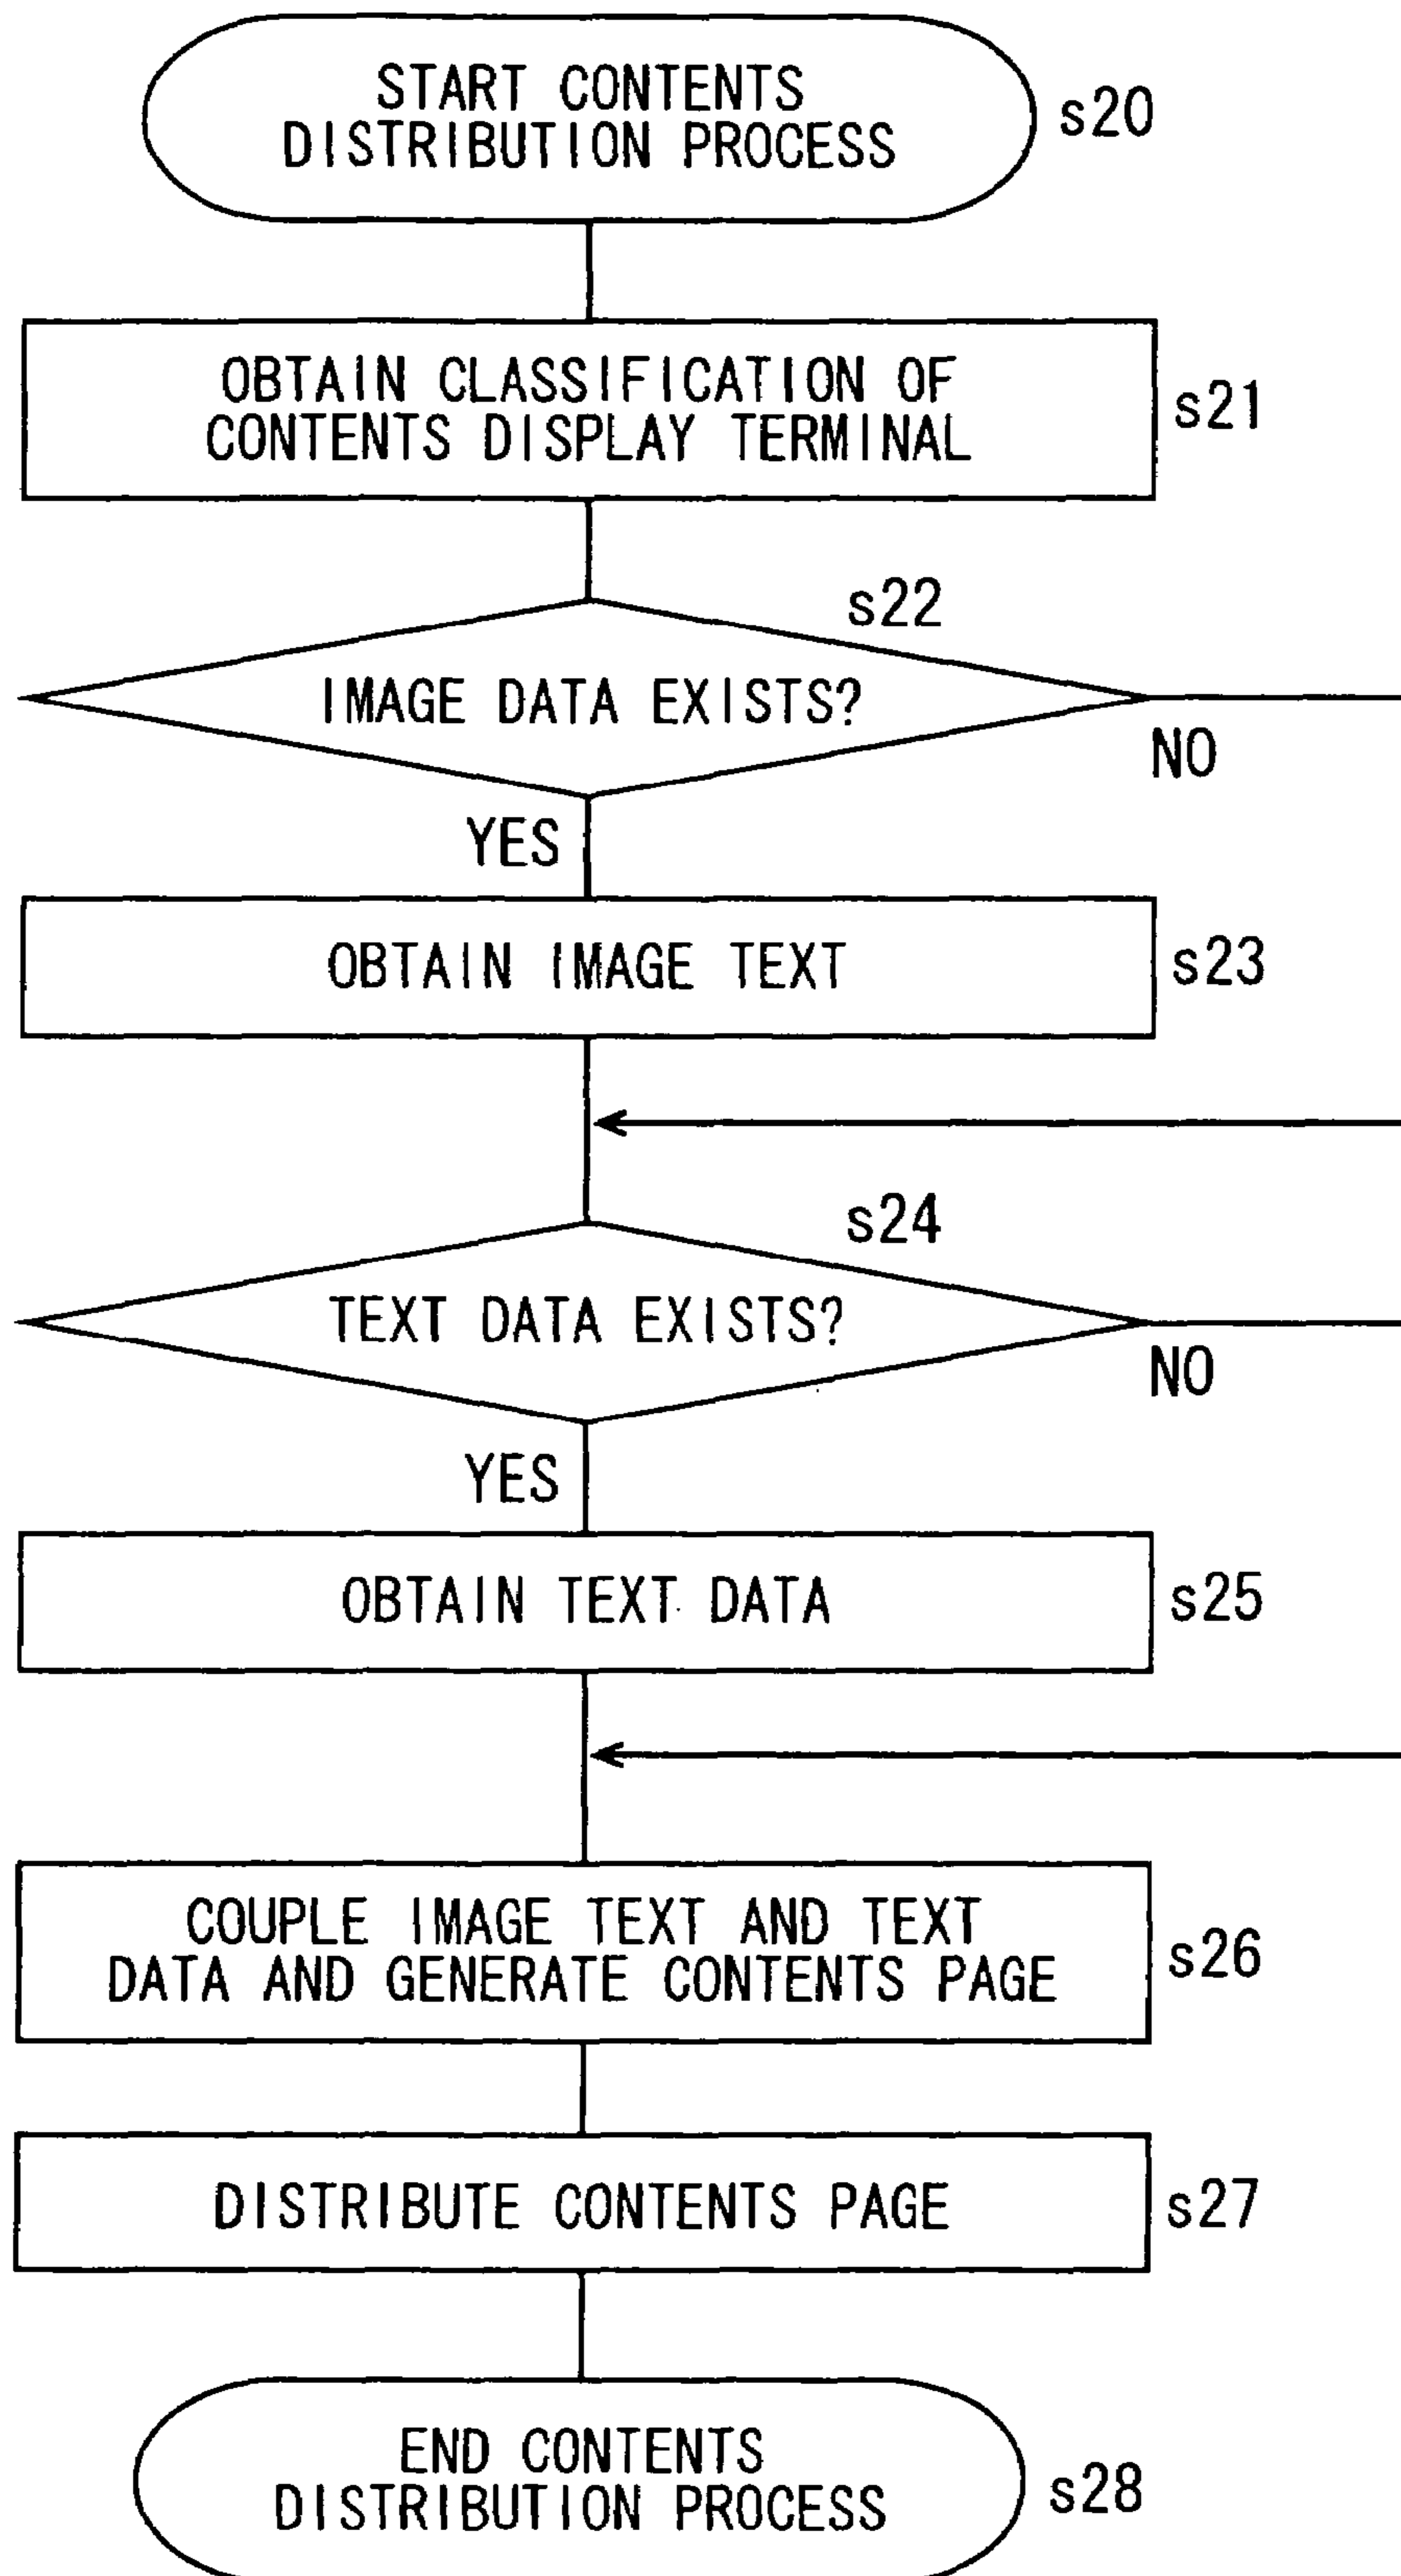 START CONTENTS
DISTRIBUTION PROCESS
s20
OBTAIN CLASSIFICATION OF
CONTENTS DISPLAY TERMINAL
s21
s22
IMAGE DATA EXISTS?
NO
YES
OBTAIN IMAGE TEXT
s23
s24
TEXT DATA EXISTS?
NO
YES
OBTAIN TEXT DATA
s25
COUPLE IMAGE TEXT AND TEXT
DATA AND GENERATE CONTENTS PAGE
s26
DISTRIBUTE CONTENTS PAGE
s27
END CONTENTS
DISTRIBUTION PROCESS
s28